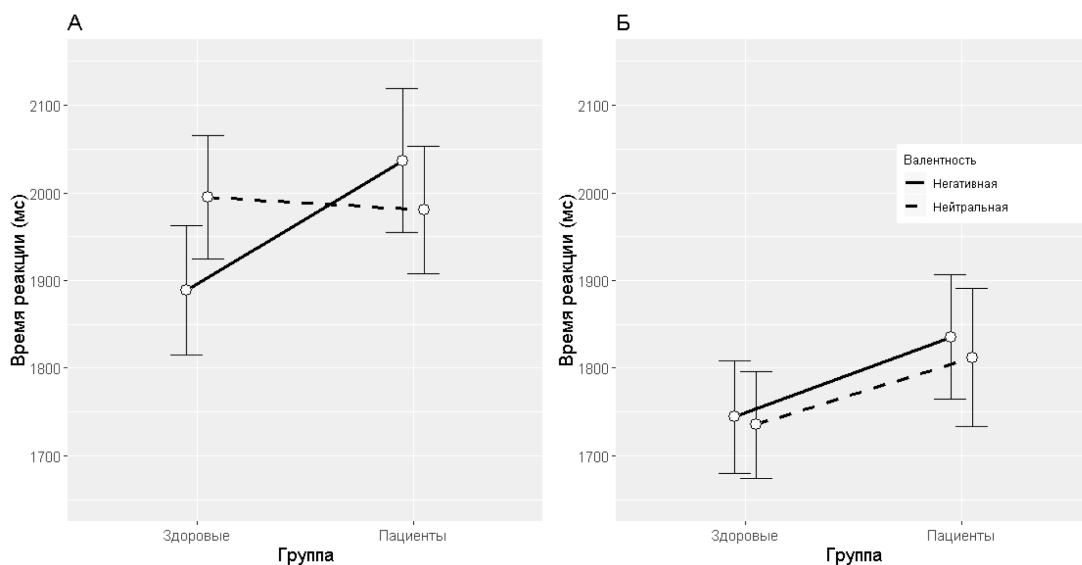 А
Время реакции (мс)
2100
2000
1900
1800
1700
Здоровые
Пациенты
Группа
Б
Время реакции (мс)
2100
2000
1900
1800
1700
Валентность
Негативная
Нейтральная
Здоровые
Пациенты
Группа